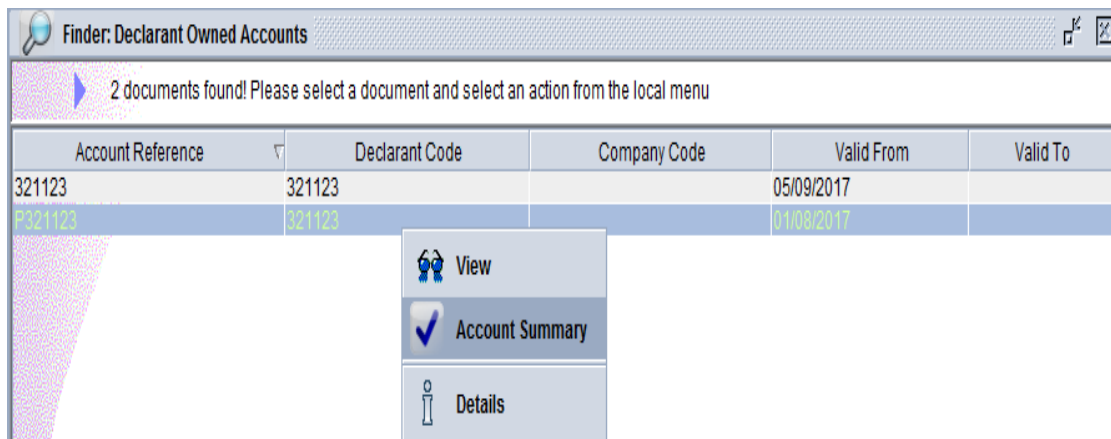 Finder: Declarant Owned Accounts
2 documents found! Please select a document and select an action from the local menu
Account Reference Declarant Code Company Code Valid From Valid To
321123 321123 05/09/2017
P321123 321123 01/08/2017
View
Account Summary
Details